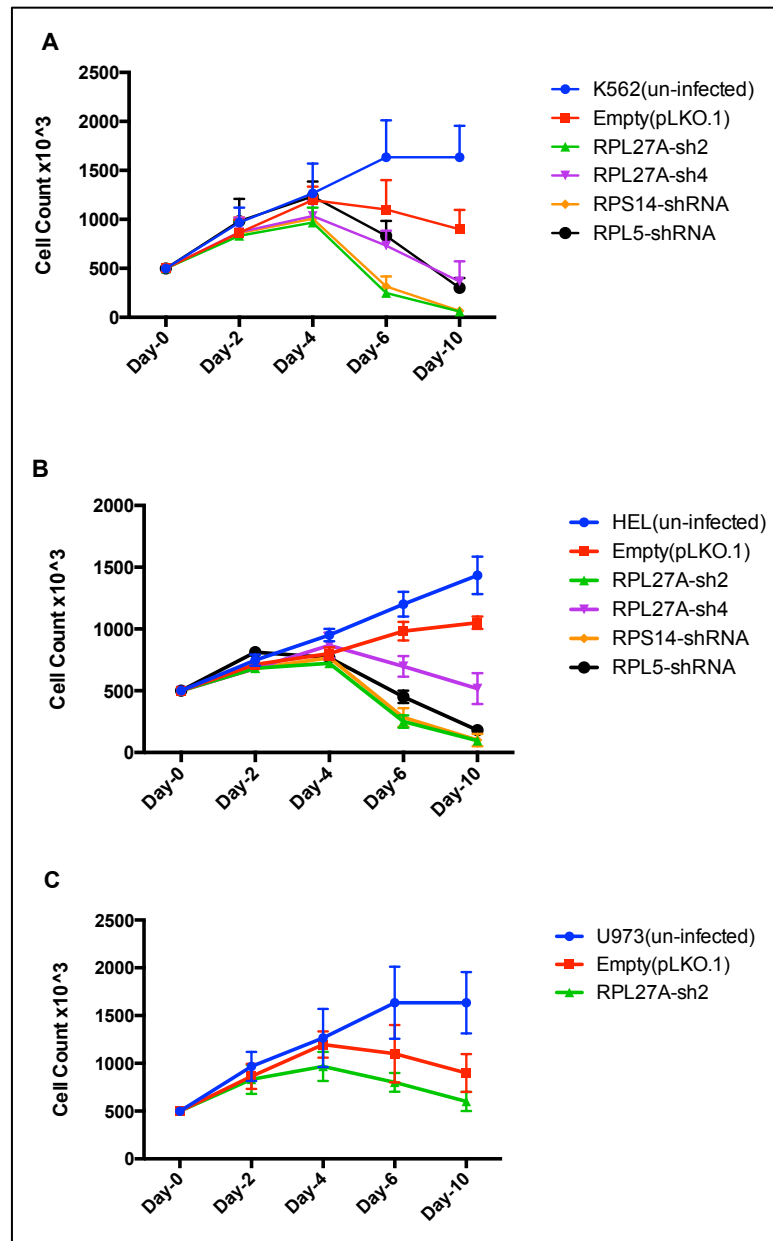 A
2500
2000
1500
1000
500
0
Cell Count x10^3
Day-0
Day-2
Day-4
Day-6
Day-10
K562(un-infected)
Empty(pLKO.1)
RPL27A-sh2
RPL27A-sh4
RPS14-shRNA
RPL5-shRNA
B
2000
1500
1000
500
0
Cell Count x10^3
Day-0
Day-2
Day-4
Day-6
Day-10
HEL(un-infected)
Empty(pLKO.1)
RPL27A-sh2
RPL27A-sh4
RPS14-shRNA
RPL5-shRNA
C
2500
2000
1500
1000
500
0
Cell Count x10^3
Day-0
Day-2
Day-4
Day-6
Day-10
U973(un-infected)
Empty(pLKO.1)
RPL27A-sh2